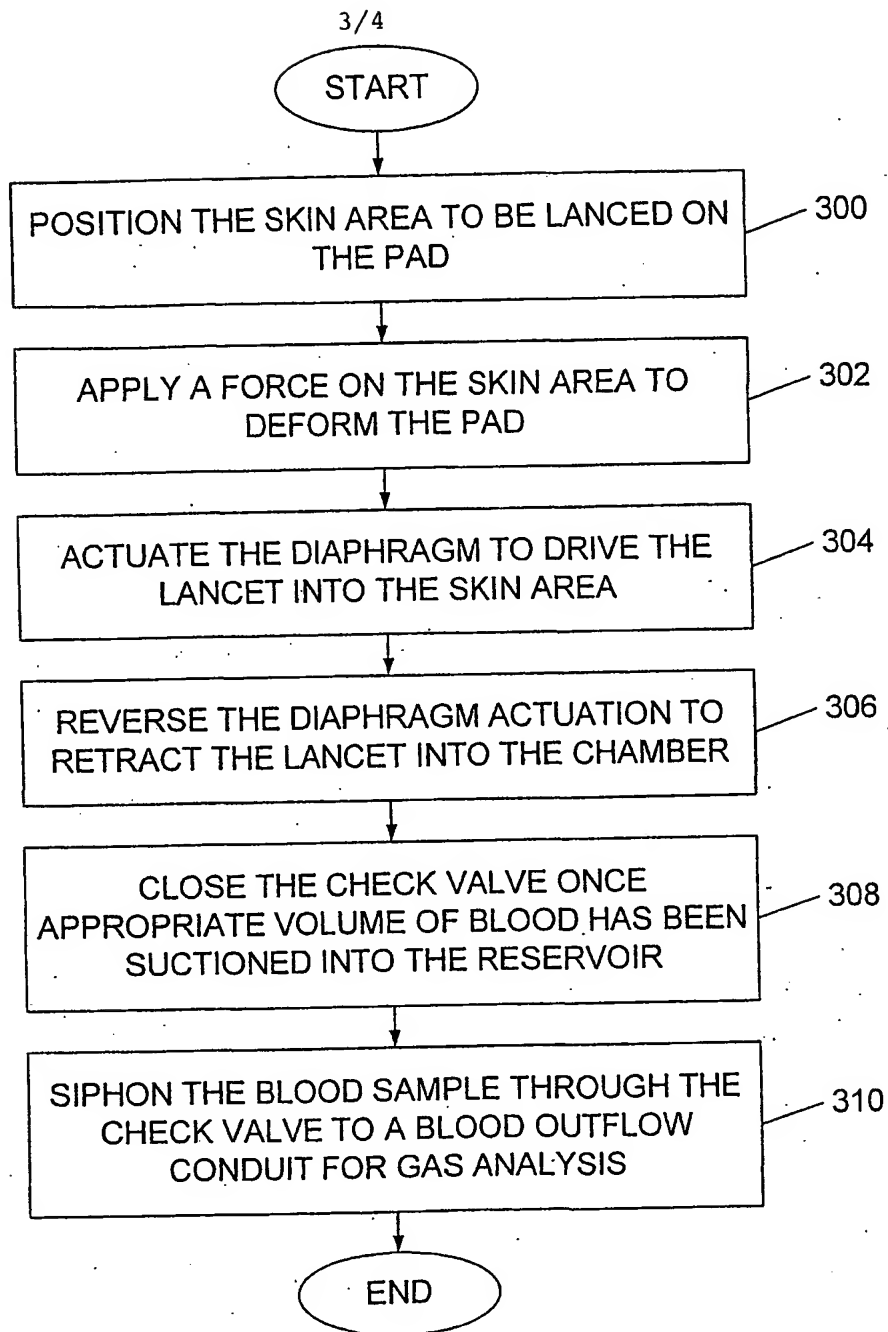 3/4
START
POSITION THE SKIN AREA TO BE LANCED ON
THE PAD
300
APPLY A FORCE ON THE SKIN AREA TO
DEFORM THE PAD
302
ACTUATE THE DIAPHRAGM TO DRIVE THE
LANCET INTO THE SKIN AREA
304
REVERSE THE DIAPHRAGM ACTUATION TO
RETRACT THE LANCET INTO THE CHAMBER
306
CLOSE THE CHECK VALVE ONCE
APPROPRIATE VOLUME OF BLOOD HAS BEEN
SUCTIONED INTO THE RESERVOIR
308
SIPHON THE BLOOD SAMPLE THROUGH THE
CHECK VALVE TO A BLOOD OUTFLOW
CONDUIT FOR GAS ANALYSIS
310
END